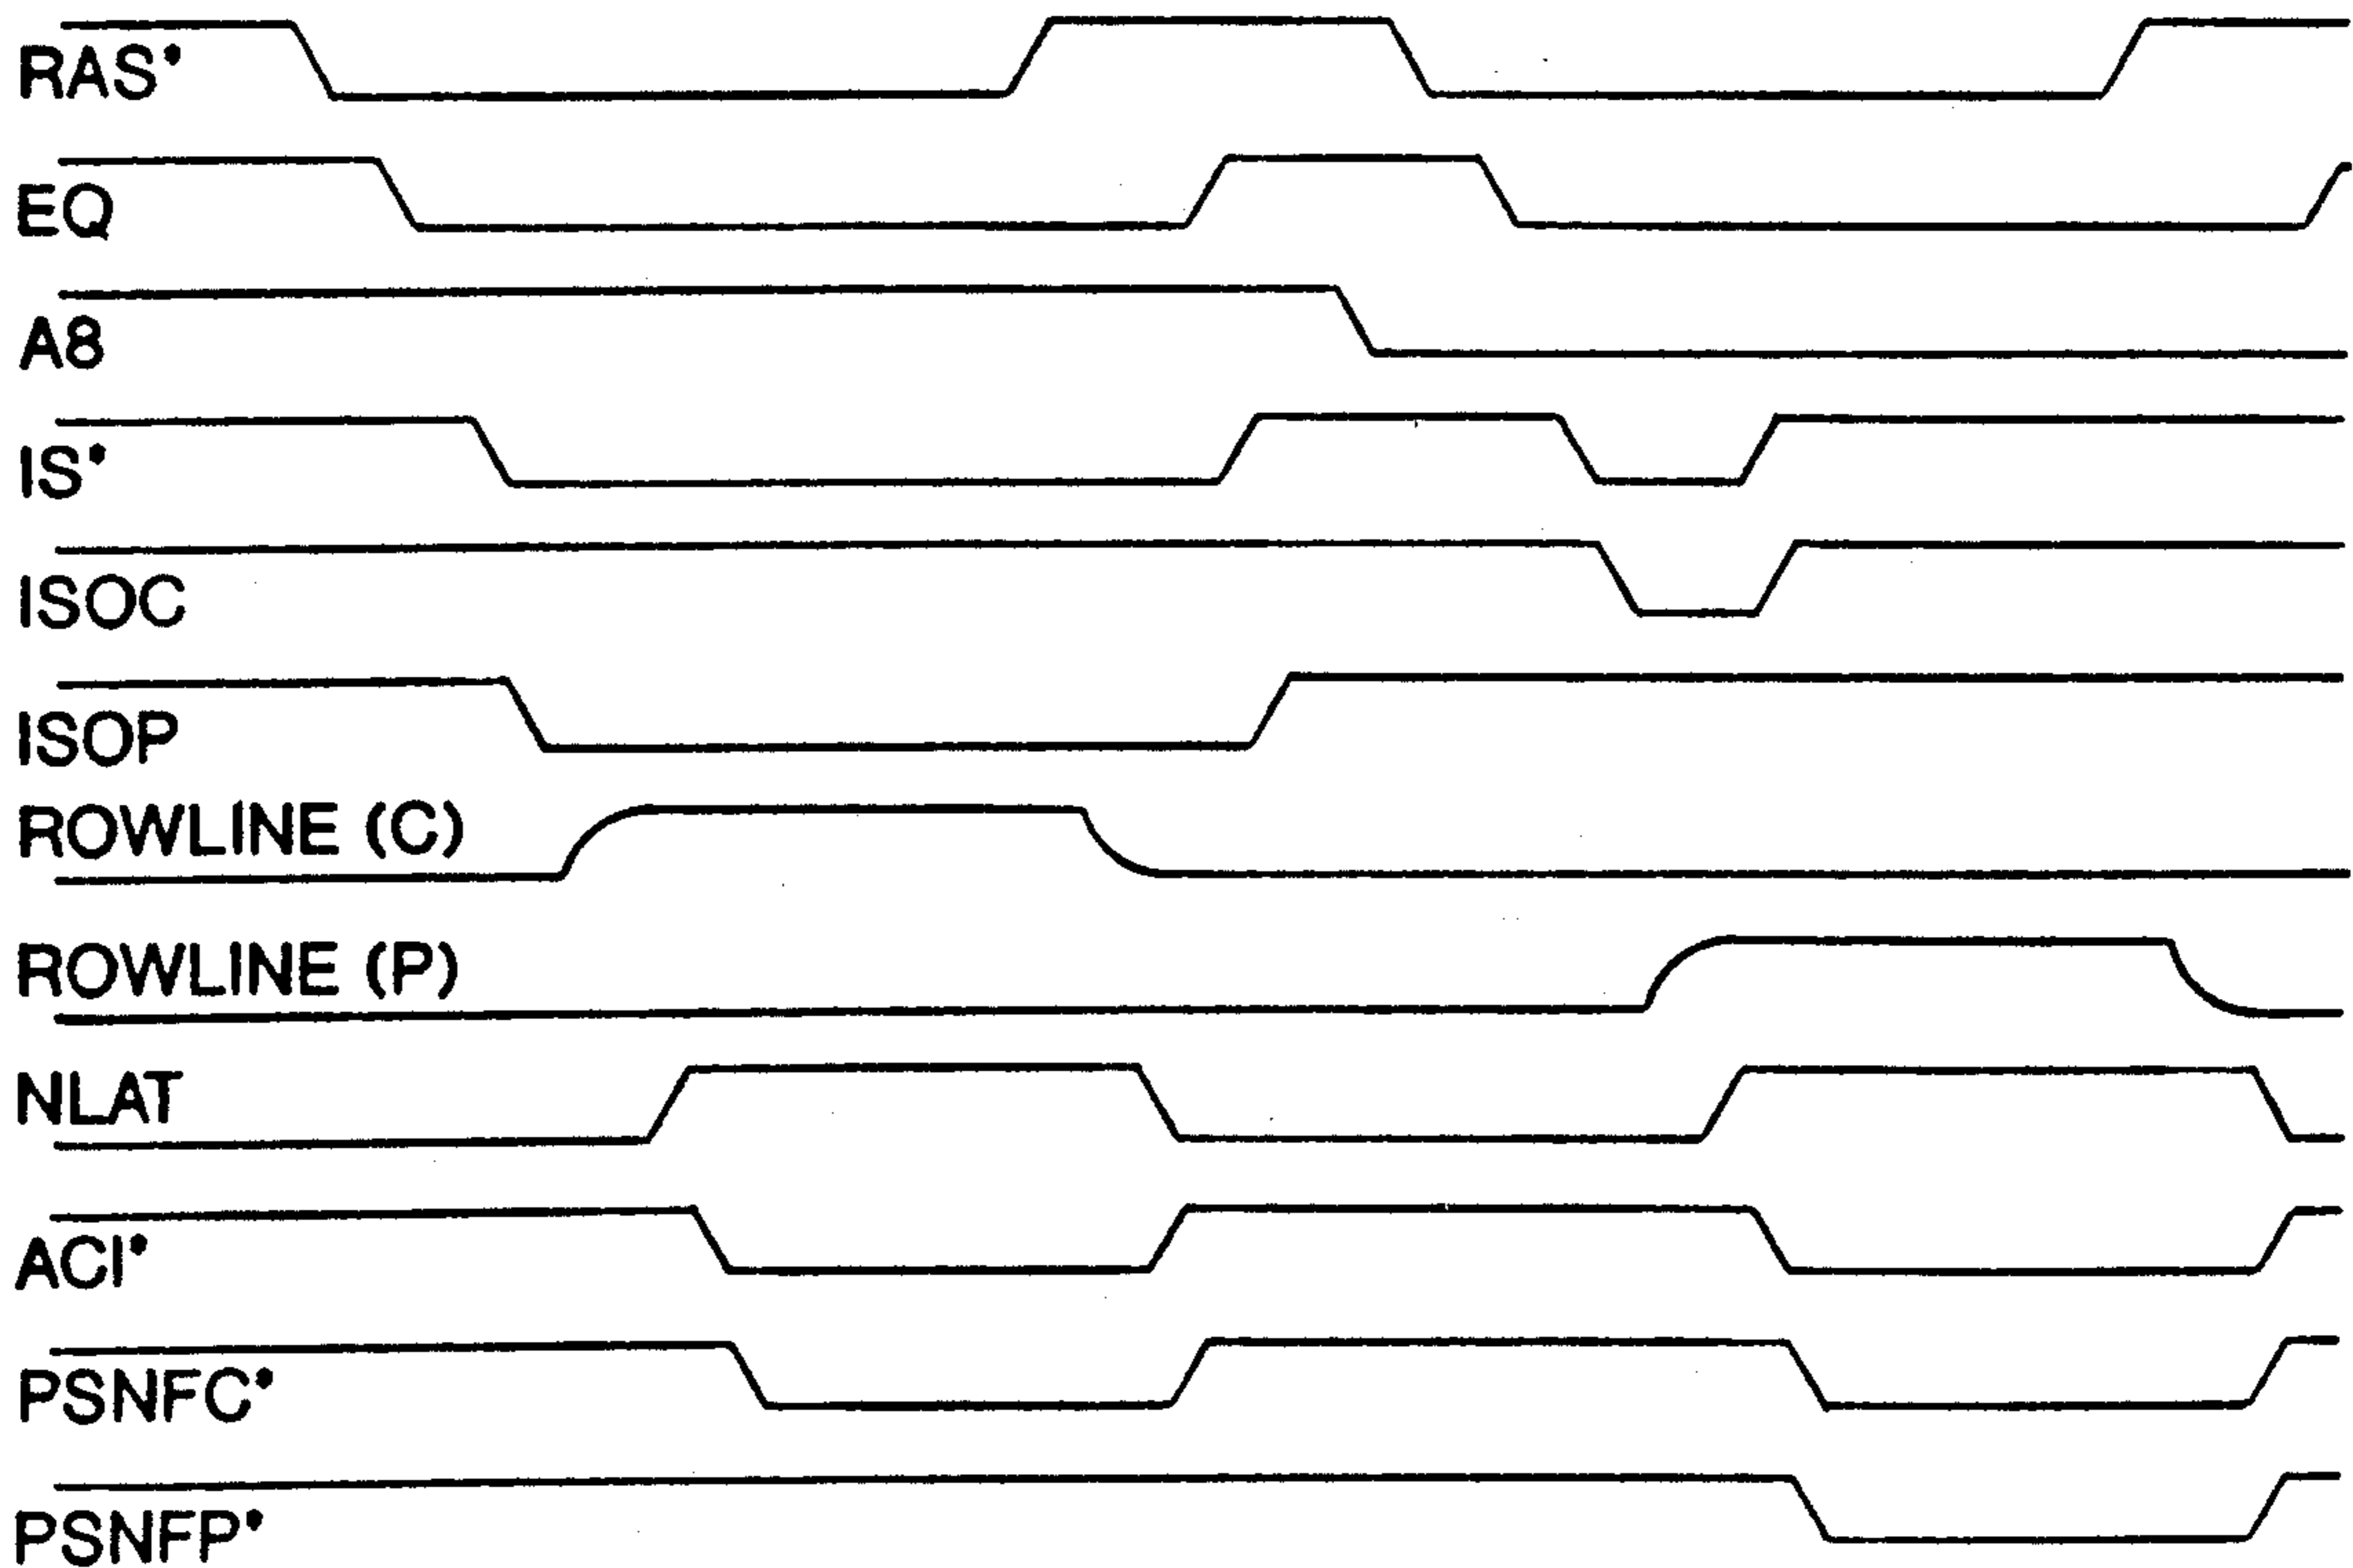 RAS*
EQ
A8
IS*
ISOC
ISOP
ROWLINE (C)
ROWLINE (P)
NLAT
ACI*
PSNFC*
PSNFP*